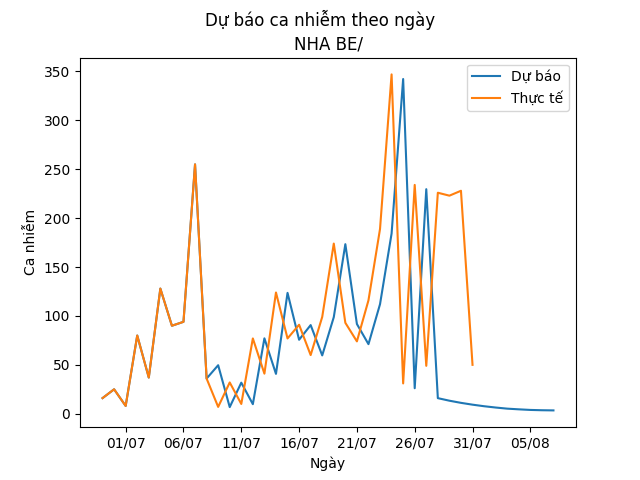 Dự báo ca nhiễm theo ngày
NHA BE/
Dự báo
Thực tế
Ca nhiễm
350
300
250
200
150
100
50
0
01/07 06/07 11/07 16/07 21/07 26/07 31/07 05/08
Ngày